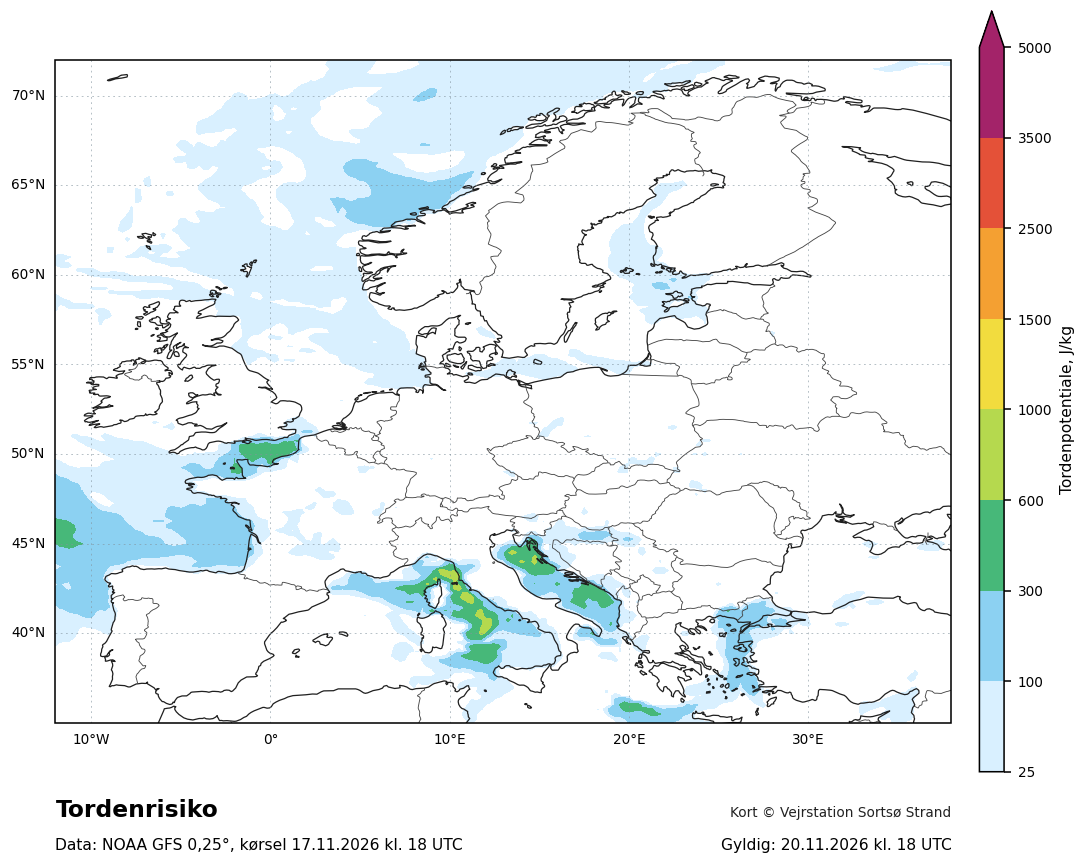 5000
3500
2500
1500
1000
600
300
100
25
Tordenpotentiale, J/kg
70°N
65°N
60°N
55°N
50°N
45°N
40°N
10°W
0°
10°E
20°E
30°E
Tordenrisiko
Kort © Vejrstation Sortsø Strand
Data: NOAA GFS 0,25°, kørsel 17.11.2026 kl. 18 UTC
Gyldig: 20.11.2026 kl. 18 UTC